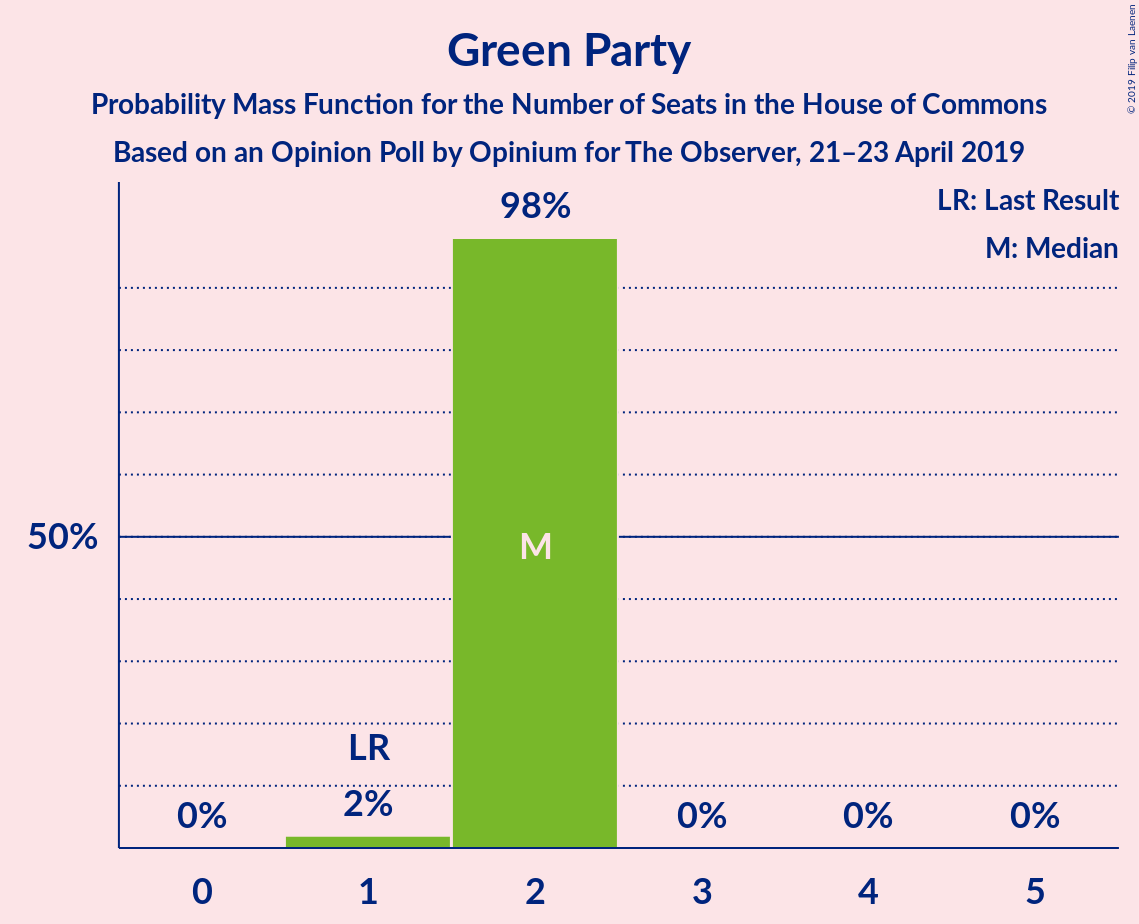 Green Party
Probability Mass Function for the Number of Seats in the House of Commons
Based on an Opinion Poll by Opinium for The Observer, 21–23 April 2019
© 2019 Filip van Laenen
LR: Last Result
M: Median
98%
50%
M
LR
0%
2%
0%
0%
0%
0
1
2
3
4
5